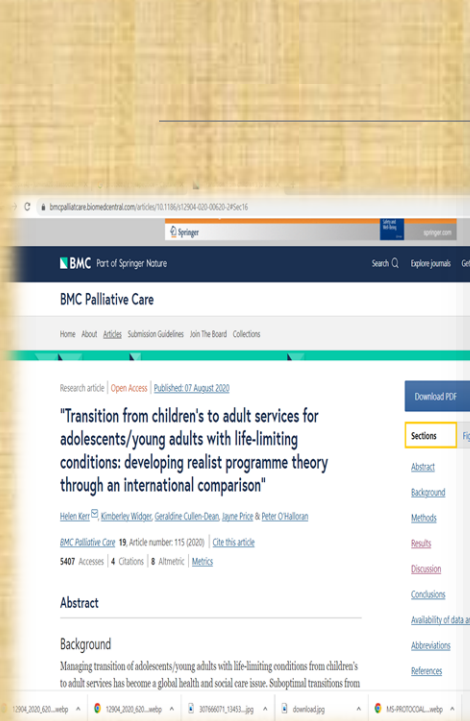 bmcpalliatcare.biomedcentral.com/articles/10.1186/s12904-020-00620-2#Sec16
Springer
springer.com
BMC Part of Springer Nature
Search Explore journals Get
BMC Palliative Care
Home About Articles Submission Guidelines Join The Board Collections
Research article | Open Access | Published: 07 August 2020
"Transition from children's to adult services for
adolescents/young adults with life-limiting
conditions: developing realist programme theory
through an international comparison"
Helen Kerr, Kimberley Widger, Geraldine Cullen-Dean, Jayne Price & Peter O'Halloran
BMC Palliative Care 19, Article number: 115 (2020) | Cite this article
5407 Accesses | 4 Citations | 8 Altmetric | Metrics
Abstract
Background
Managing transition of adolescents/young adults with life-limiting conditions from children's
to adult services has become a global health and social care issue. Suboptimal transitions from
Download PDF
Sections Fig
Abstract
Background
Methods
Results
Discussion
Conclusions
Availability of data an
Abbreviations
References
12904_2020_620...webp 12904_2020_620...webp 307666071_13453...jpg download.jpg MS-PROTOCOAL...webp